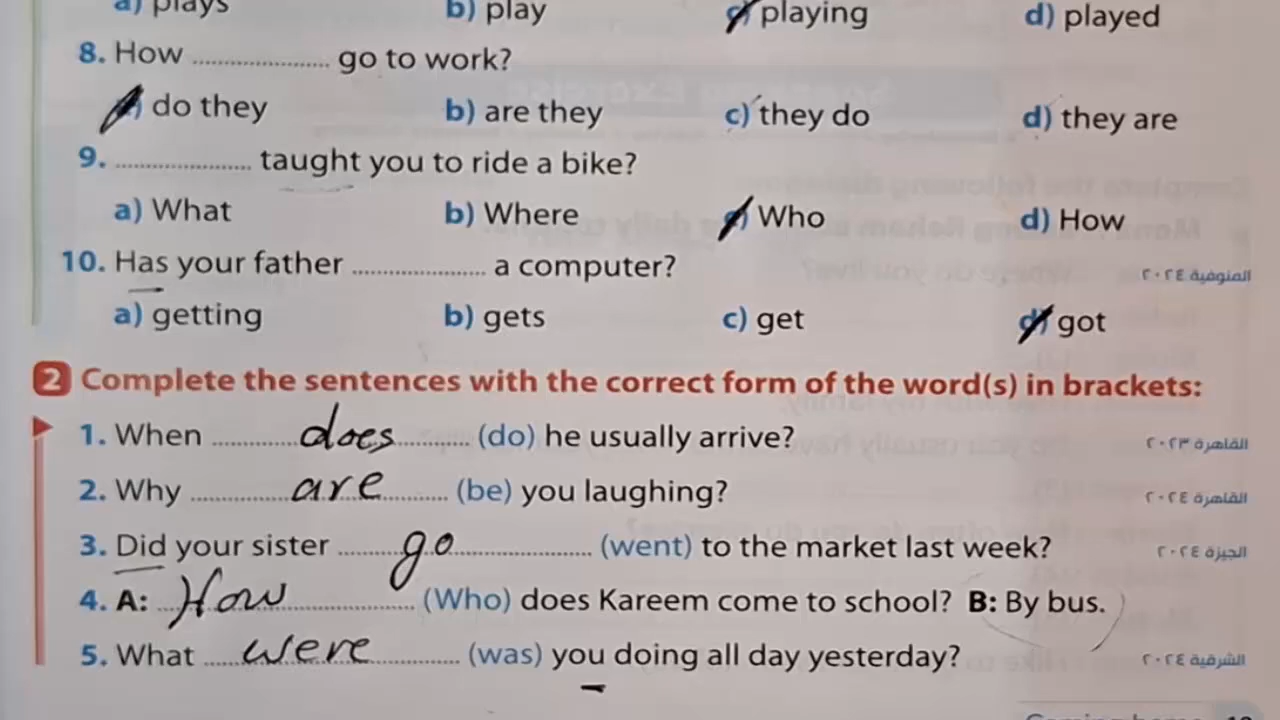 a) plays b) play c) playing d) played
8. How .................... go to work?
a) do they b) are they c) they do d) they are
9. .................... taught you to ride a bike?
a) What b) Where c) Who d) How
10. Has your father .................... a computer? المنوفية ٢٠٢٤
a) getting b) gets c) get d) got
2 Complete the sentences with the correct form of the word(s) in brackets:
1. When does (do) he usually arrive? القاهرة ٢٠٢٣
2. Why are (be) you laughing? القاهرة ٢٠٢٤
3. Did your sister go (went) to the market last week? الجيزة ٢٠٢٤
4. A: How (Who) does Kareem come to school? B: By bus.
5. What were (was) you doing all day yesterday? الشرقية ٢٠٢٤